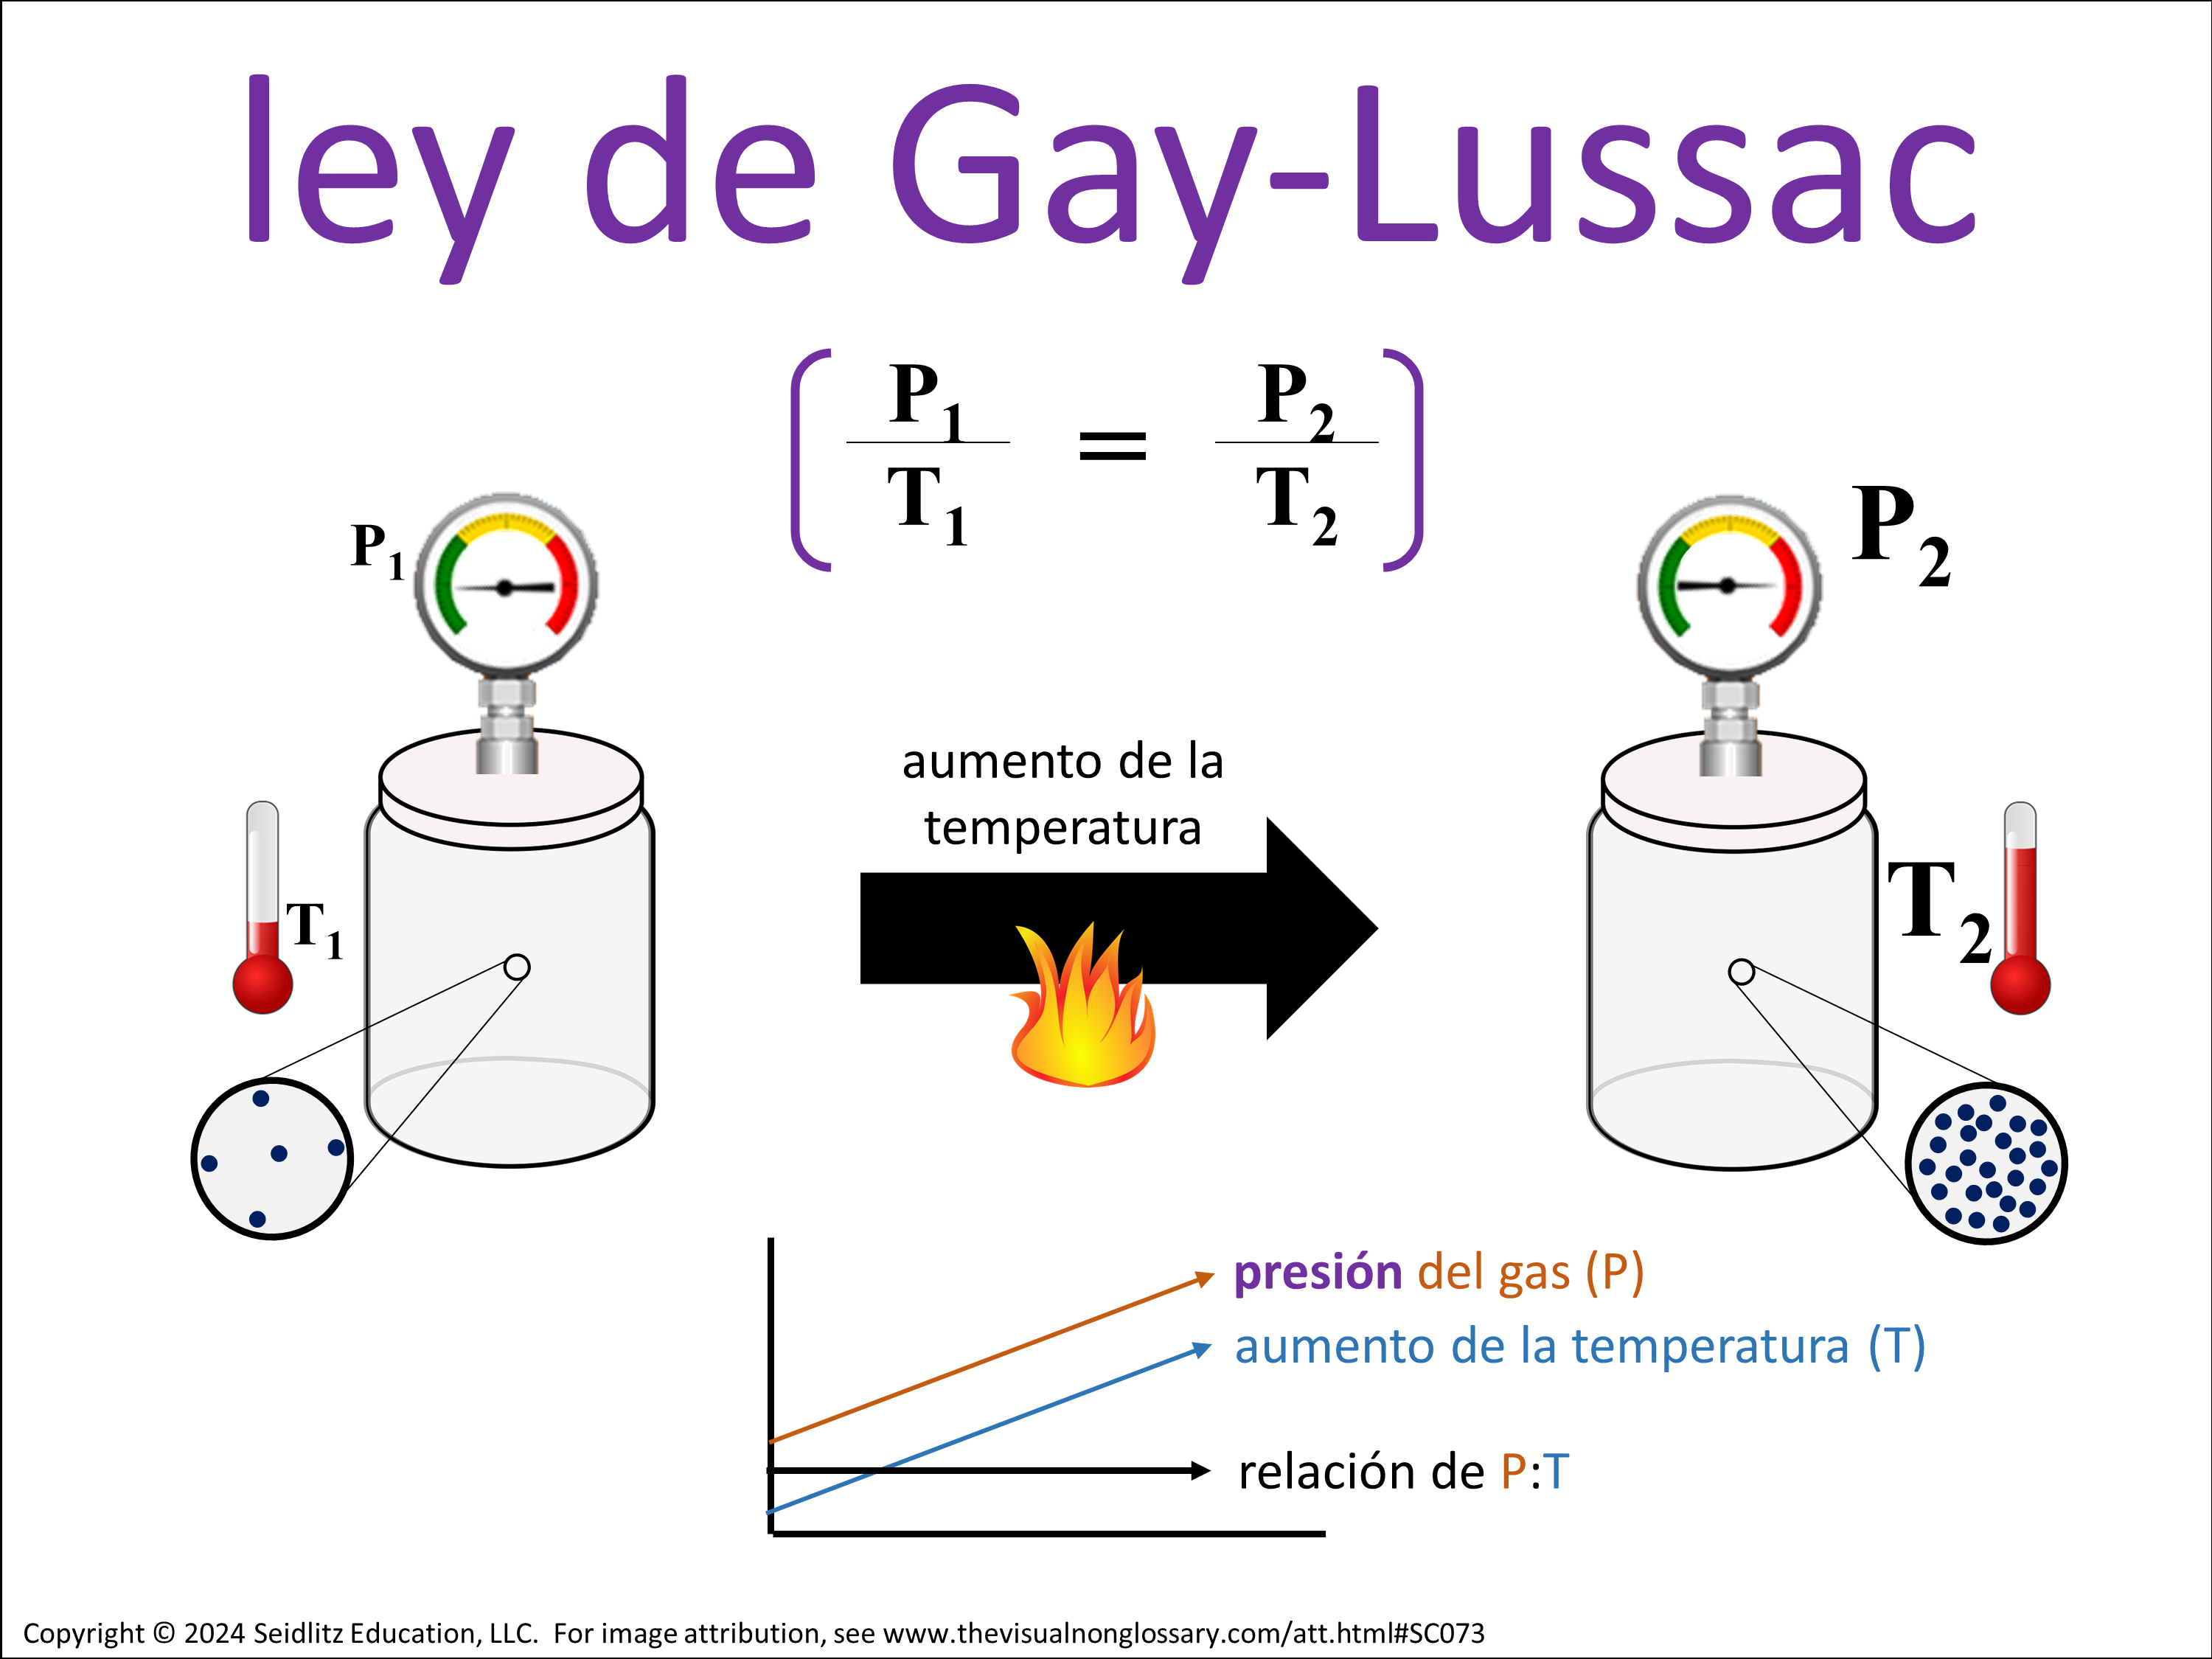 ley de Gay-Lussac
P1 = P2
T1 T2
P1
P2
aumento de la
temperatura
T1
T2
presión del gas (P)
aumento de la temperatura (T)
relación de P:T
Copyright © 2024 Seidlitz Education, LLC. For image attribution, see www.thevisualnonglossary.com/att.html#SC073